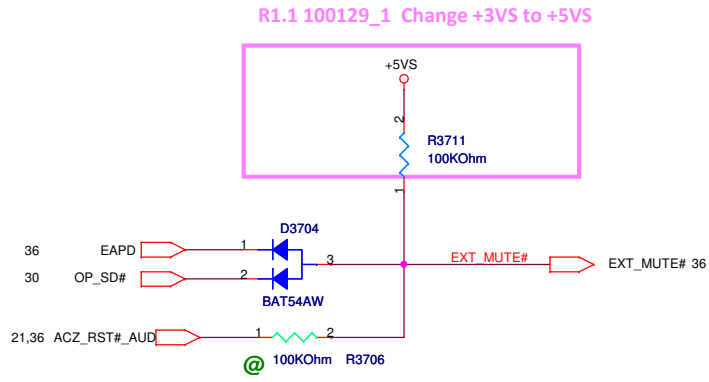 R1.1 100129_1 Change +3VS to +5VS
+5VS
2
R3711
100KOhm
1
D3704
36 EAPD 1
3 EXT_MUTE# EXT_MUTE# 36
30 OP_SD# 2
BAT54AW
21,36 ACZ_RST#_AUD 1 2
@ 100KOhm R3706